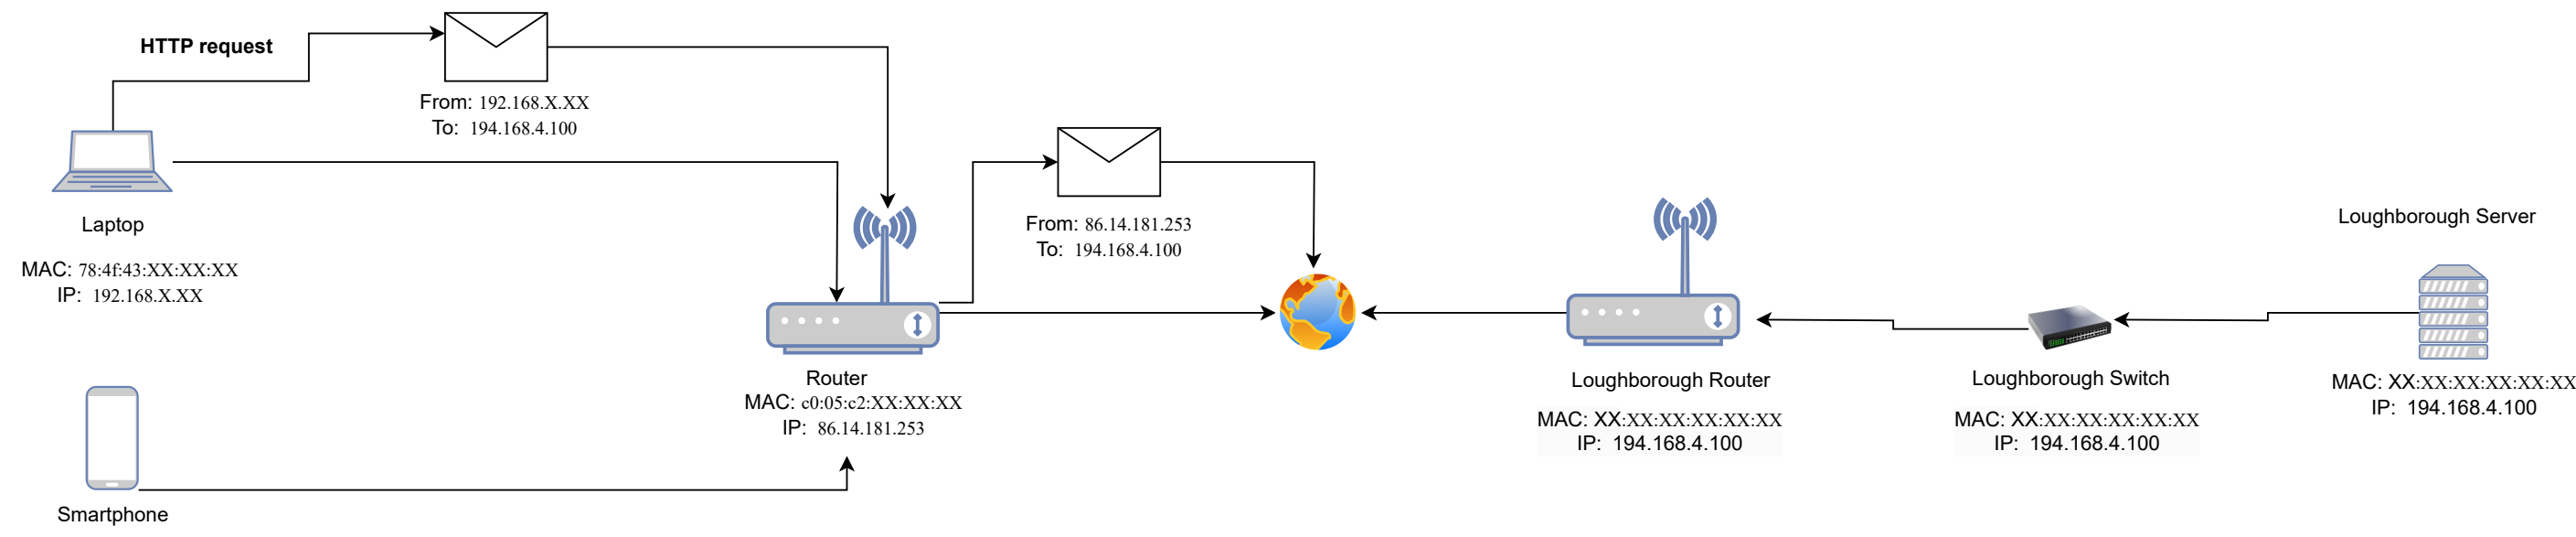 HTTP request
From: 192.168.X.XX
To: 194.168.4.100
Laptop
MAC: 78:4f:43:XX:XX:XX
IP: 192.168.X.XX
From: 86.14.181.253
To: 194.168.4.100
Router
MAC: c0:05:c2:XX:XX:XX
IP: 86.14.181.253
Smartphone
Loughborough Router
MAC: XX:XX:XX:XX:XX:XX
IP: 194.168.4.100
Loughborough Switch
MAC: XX:XX:XX:XX:XX:XX
IP: 194.168.4.100
Loughborough Server
MAC: XX:XX:XX:XX:XX:XX
IP: 194.168.4.100